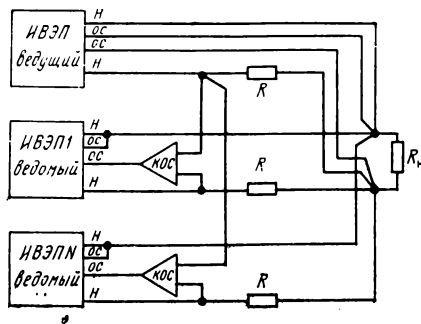 Н
ОС
ОС
Н
ИВЭП
ведущий
R
Н
ОС
ОС
Н
ИВЭП1
ведомый
КОС
R
Rн
Н
ОС
ОС
Н
ИВЭПN
ведомый
КОС
R